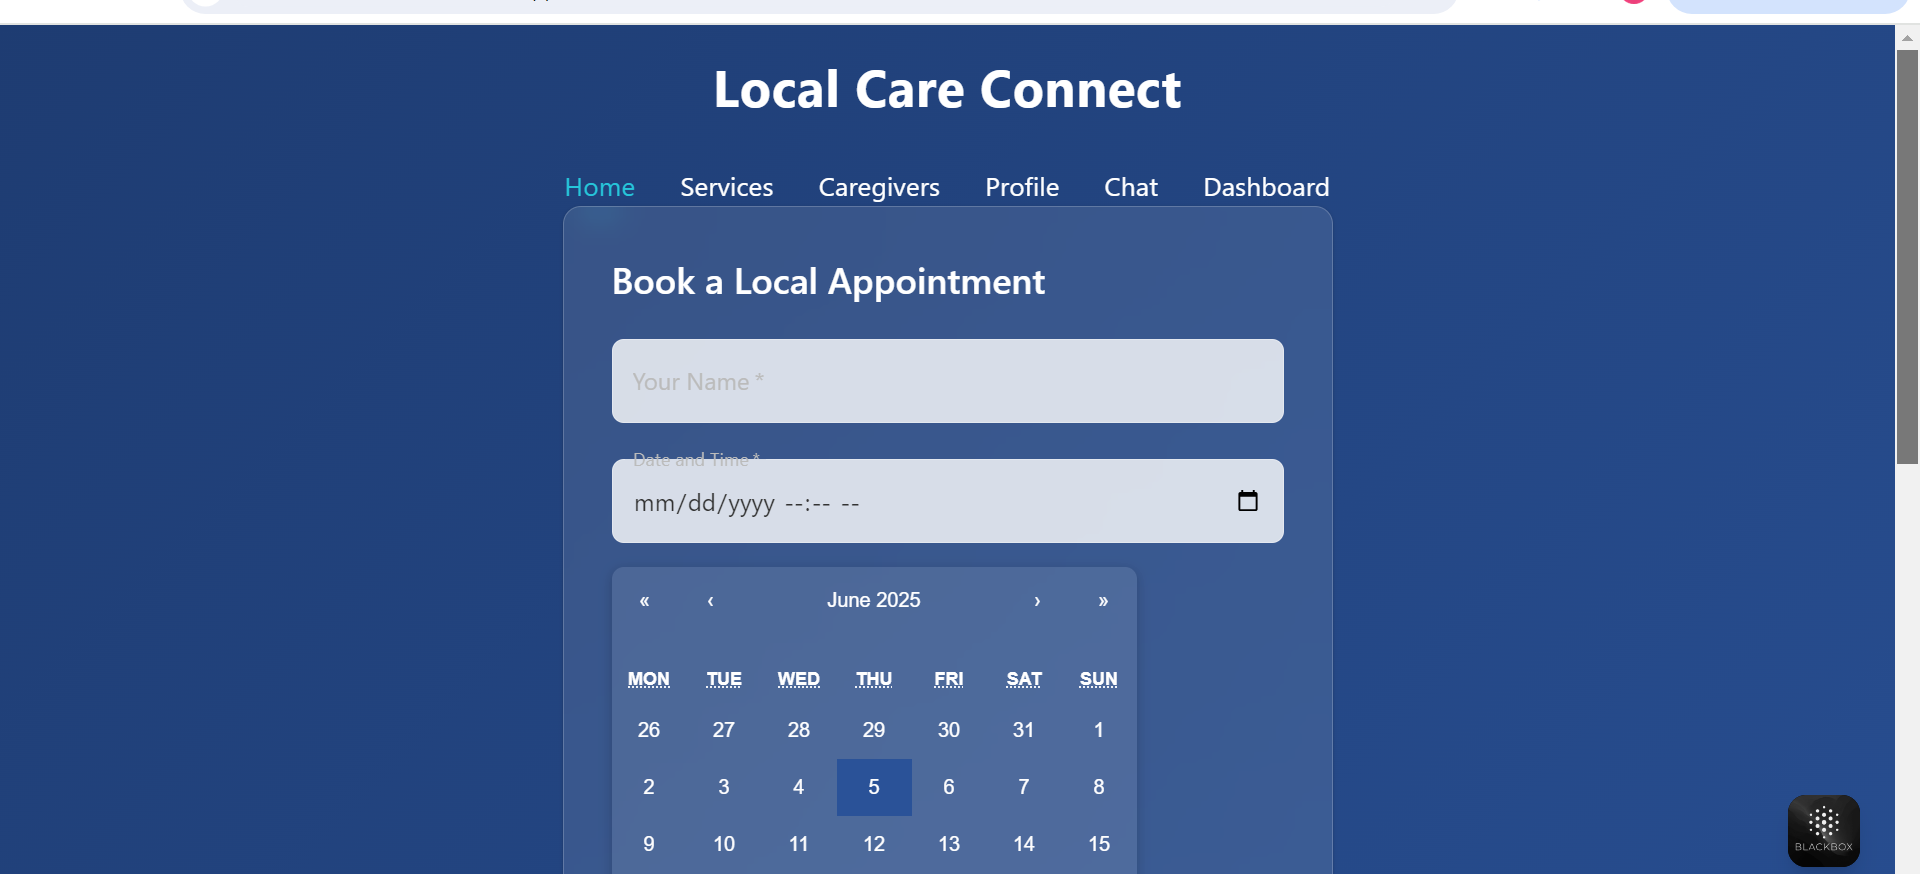 Local Care Connect
Home Services Caregivers Profile Chat Dashboard
Book a Local Appointment
Your Name *
Date and Time *
mm/dd/yyyy --:-- --
« ‹ June 2025 › »
MON TUE WED THU FRI SAT SUN
26 27 28 29 30 31 1
2 3 4 5 6 7 8
9 10 11 12 13 14 15
BLACKBOX